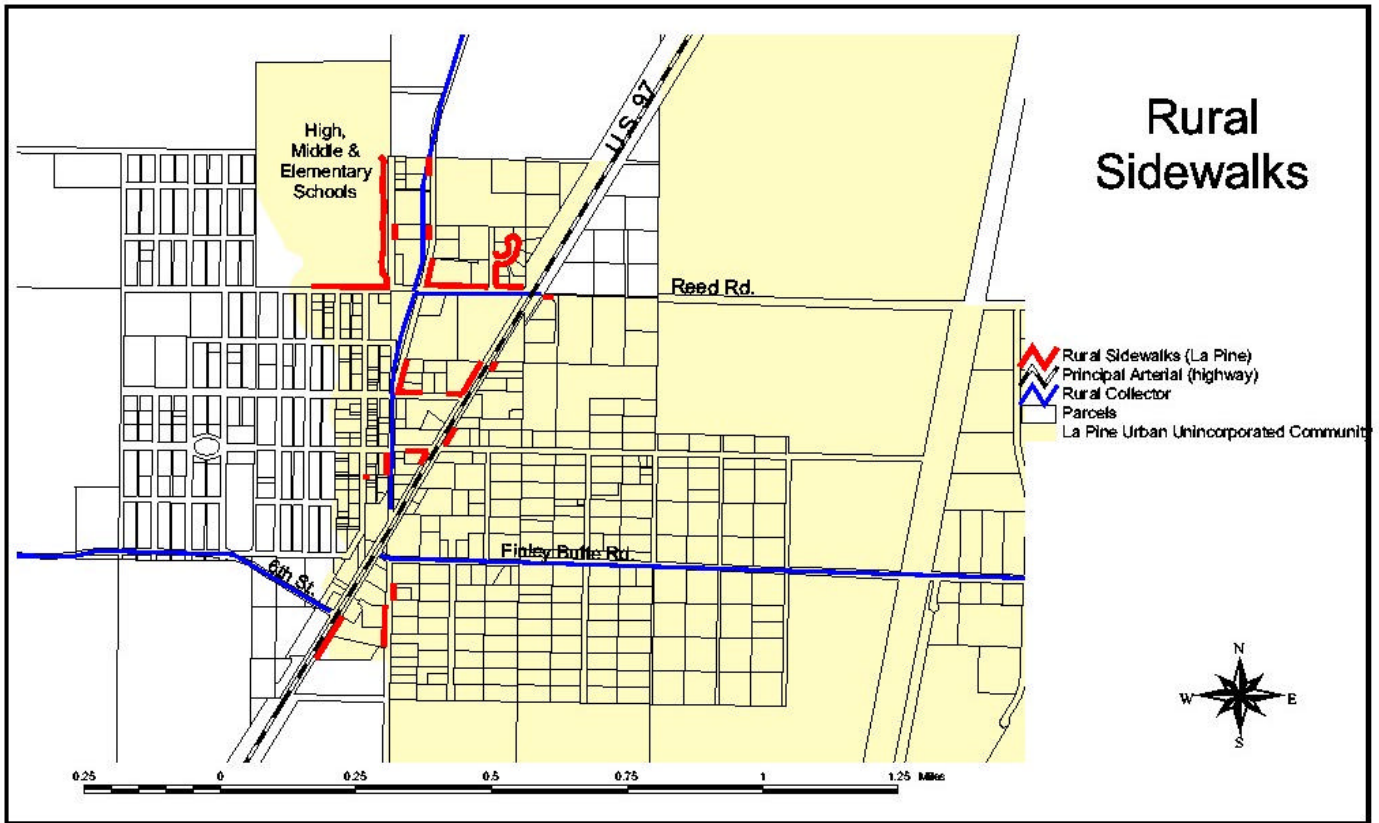 Rural
Sidewalks
U.S. 97
High,
Middle &
Elementary
Schools
Reed Rd.
Rural Sidewalks (La Pine)
Principal Arterial (highway)
Rural Collector
Parcels
La Pine Urban Unincorporated Community
Finley Butte Rd
6th St.
N
W E
S
0.25 0 0.25 0.5 0.75 1 1.25 Miles